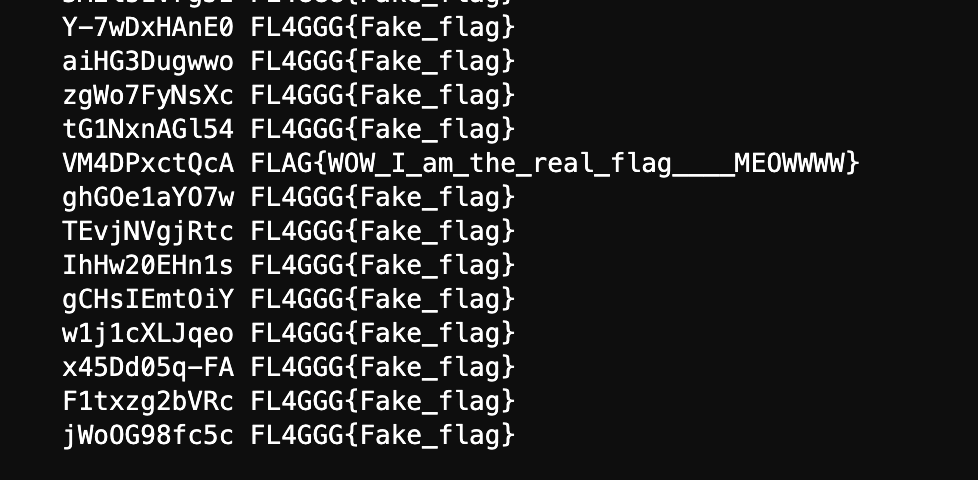 Y-7wDxHAnE0 FL4GGG{Fake_flag}
aiHG3Dugwwo FL4GGG{Fake_flag}
zgWo7FyNsXc FL4GGG{Fake_flag}
tG1NxnAGl54 FL4GGG{Fake_flag}
VM4DPxctQcA FLAG{WOW_I_am_the_real_flag____MEOWWWW}
ghGOe1aYO7w FL4GGG{Fake_flag}
TEvjNVgjRtc FL4GGG{Fake_flag}
IhHw20EHn1s FL4GGG{Fake_flag}
gCHsIEmtOiY FL4GGG{Fake_flag}
w1j1cXLJqeo FL4GGG{Fake_flag}
x45Dd05q-FA FL4GGG{Fake_flag}
F1txzg2bVRc FL4GGG{Fake_flag}
jWoOG98fc5c FL4GGG{Fake_flag}